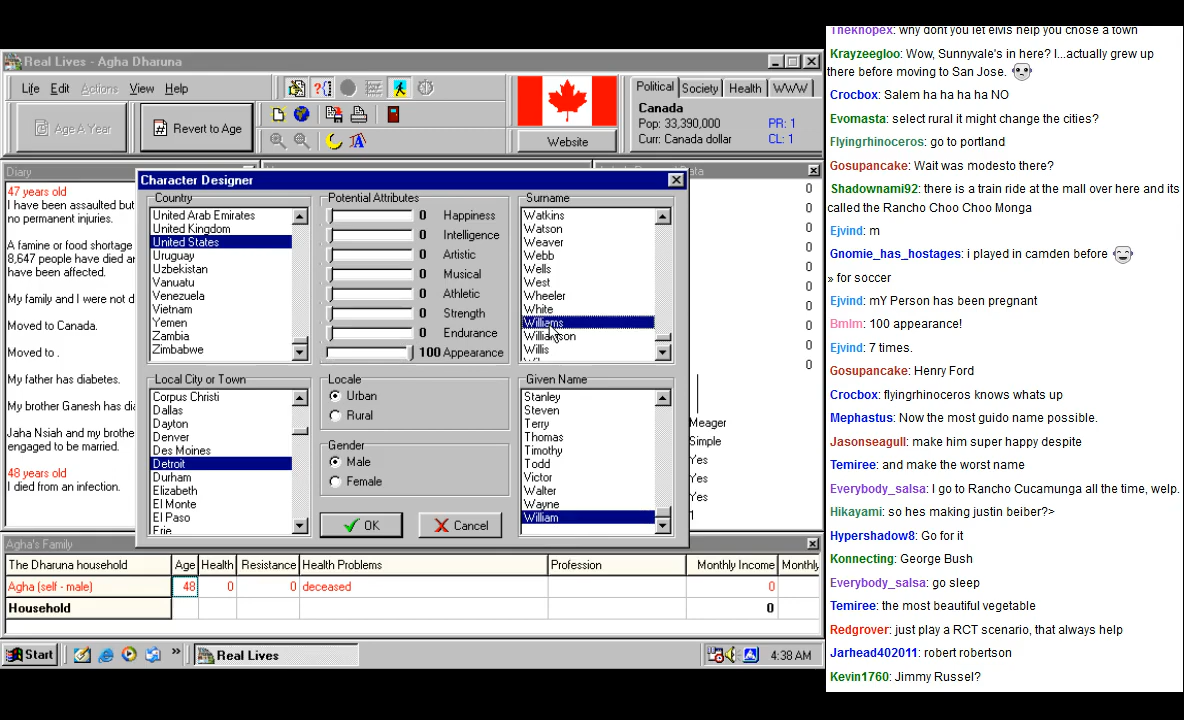 Real Lives - Agha Dharuna
Life Edit Actions View Help
Age A Year
Revert to Age
Website
Political Society Health WWW
Canada
Pop: 33,390,000 PR: 1
Curr: Canada dollar CL: 1
Diary
47 years old
I have been assaulted but
no permanent injuries.
A famine or food shortage
8,647 people have died ar
have been affected.
My family and I were not d
Moved to Canada.
Moved to .
My father has diabetes.
My brother Ganesh has dia
Jaha Nsiah and my brothe
engaged to be married.
48 years old
I died from an infection.
Character Designer
Country
United Arab Emirates
United Kingdom
United States
Uruguay
Uzbekistan
Vanuatu
Venezuela
Vietnam
Yemen
Zambia
Zimbabwe
Potential Attributes
0 Happiness
0 Intelligence
0 Artistic
0 Musical
0 Athletic
0 Strength
0 Endurance
100 Appearance
Surname
Watkins
Watson
Weaver
Webb
Wells
West
Wheeler
White
Williams
Williamson
Willis
Local City or Town
Corpus Christi
Dallas
Dayton
Denver
Des Moines
Detroit
Durham
Elizabeth
El Monte
El Paso
Erie
Locale
Urban
Rural
Gender
Male
Female
OK
Cancel
Given Name
Stanley
Steven
Terry
Thomas
Timothy
Todd
Victor
Walter
Wayne
William
Data
0
0
0
0
0
0
0
0
0
0
Meager
Simple
Yes
Yes
Yes
1
Agha's Family
The Dharuna household Age Health Resistance Health Problems Profession Monthly Income Monthly
Agha (self - male) 48 0 0 deceased 0
Household 0
Start
»
Real Lives
4:38 AM
Theknopex: why dont you let elvis help you chose a town
Krayzeegloo: Wow, Sunnyvale's in here? I...actually grew up
there before moving to San Jose.
Crocbox: Salem ha ha ha ha NO
Evomasta: select rural it might change the cities?
Flyingrhinoceros: go to portland
Gosupancake: Wait was modesto there?
Shadownami92: there is a train ride at the mall over here and its
called the Rancho Choo Choo Monga
Ejvind: m
Gnomie_has_hostages: i played in camden before
» for soccer
Ejvind: mY Person has been pregnant
Bmlm: 100 appearance!
Ejvind: 7 times.
Gosupancake: Henry Ford
Crocbox: flyingrhinoceros knows whats up
Mephastus: Now the most guido name possible.
Jasonseagull: make him super happy despite
Temiree: and make the worst name
Everybody_salsa: I go to Rancho Cucamunga all the time, welp.
Hikayami: so hes making justin beiber?>
Hypershadow8: Go for it
Konnecting: George Bush
Everybody_salsa: go sleep
Temiree: the most beautiful vegetable
Redgrover: just play a RCT scenario, that always help
Jarhead402011: robert robertson
Kevin1760: Jimmy Russel?